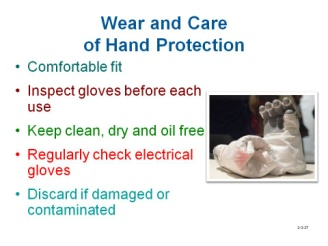 Wear and Care
of Hand Protection
• Comfortable fit
• Inspect gloves before each
use
• Keep clean, dry and oil free
• Regularly check electrical
gloves
• Discard if damaged or
contaminated